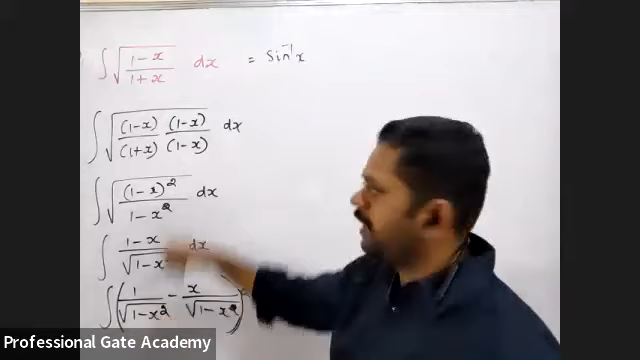 ∫ √((1-x)/(1+x)) dx = sin⁻¹x
∫ √((1-x)(1-x)/(1+x)(1-x)) dx
∫ √((1-x)²/(1-x²)) dx
∫ (1-x)/√(1-x²) dx
∫ (1/√(1-x²) - x/√(1-x²))
Professional Gate Academy